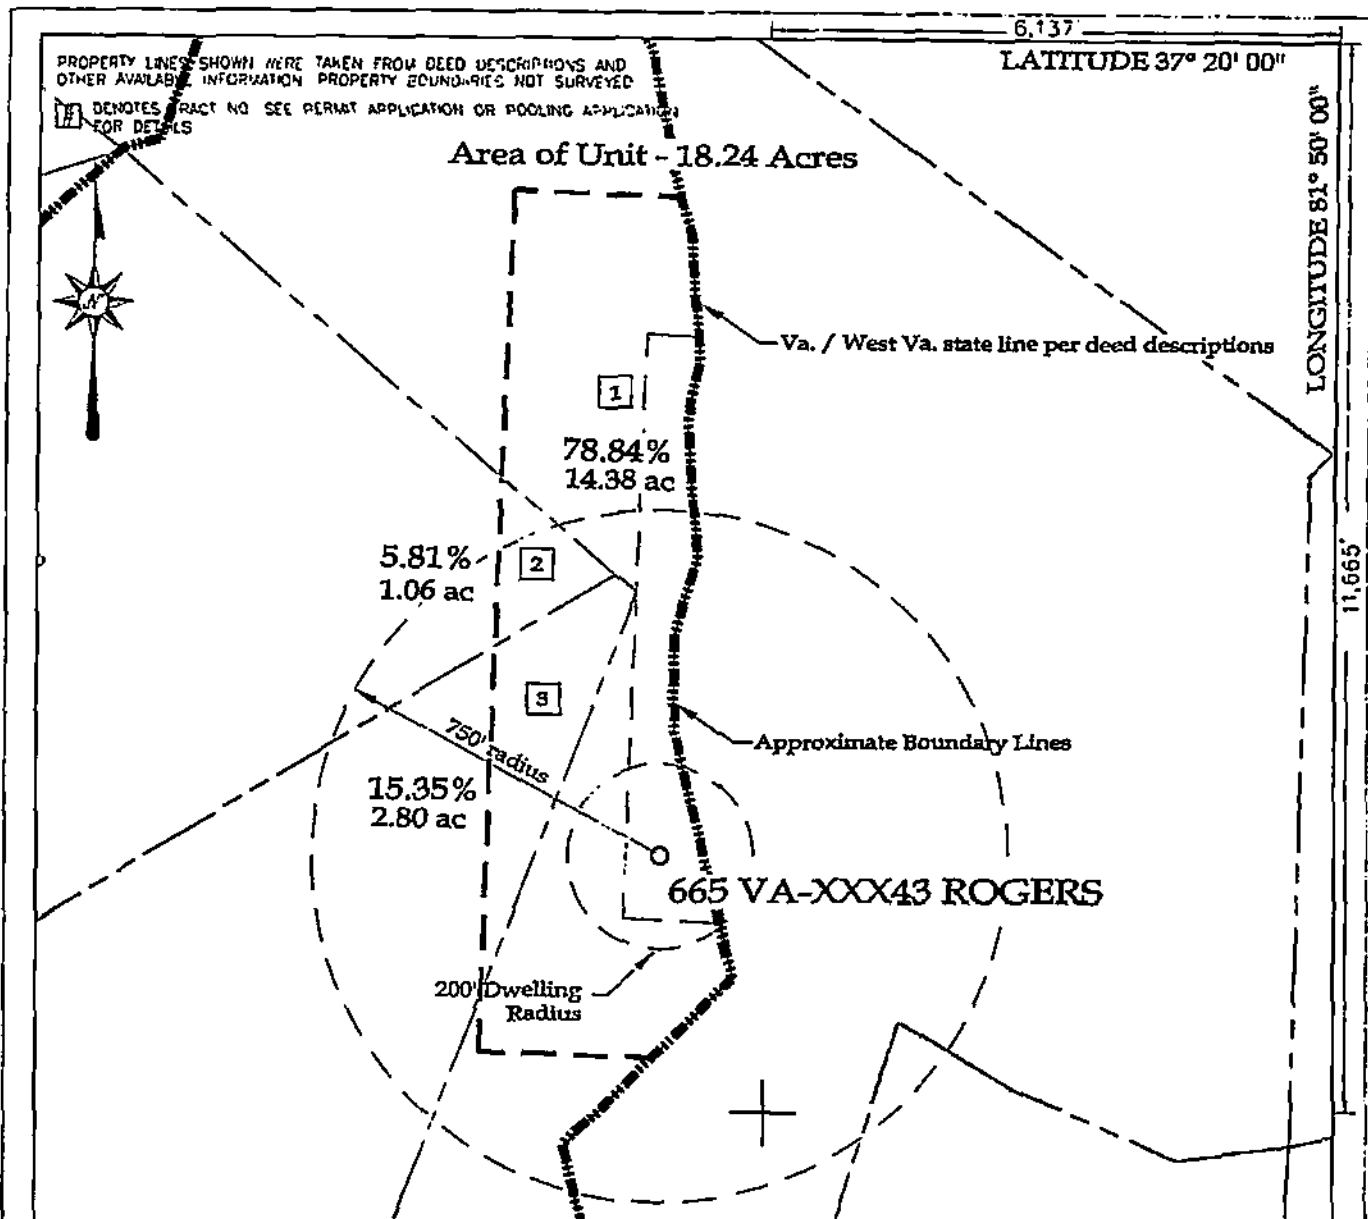 6,137'
LATITUDE 37° 20' 00"
PROPERTY LINES SHOWN WERE TAKEN FROM DEED DESCRIPTIONS AND
OTHER AVAILABLE INFORMATION PROPERTY BOUNDARIES NOT SURVEYED
# DENOTES TRACT NO SEE PERMIT APPLICATION OR POOLING APPLICATION
FOR DETAILS
Area of Unit - 18.24 Acres
LONGITUDE 81° 50' 00"
N
Va. / West Va. state line per deed descriptions
1
78.84%
14.38 ac
5.81%
1.06 ac
2
11,665'
3
750' radius
Approximate Boundary Lines
15.35%
2.80 ac
665 VA-XXX43 ROGERS
200' Dwelling
Radius